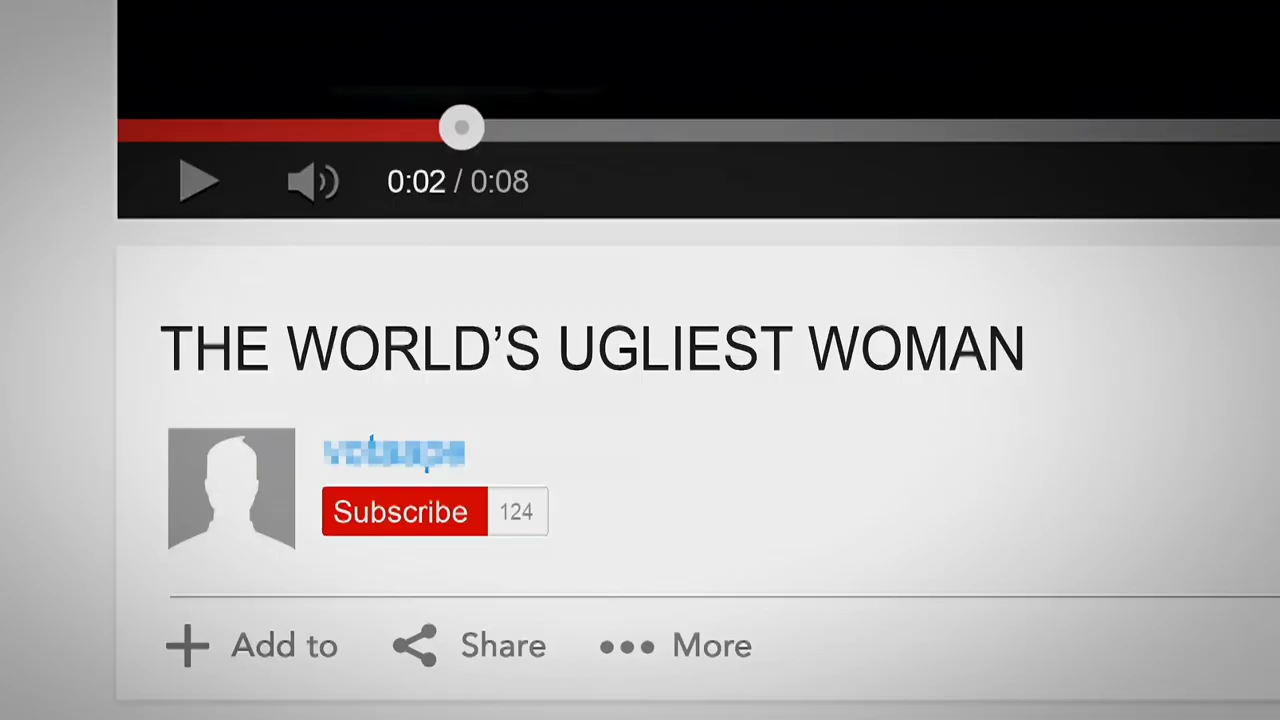 0:02 / 0:08
THE WORLD’S UGLIEST WOMAN
Subscribe 124
Add to Share More